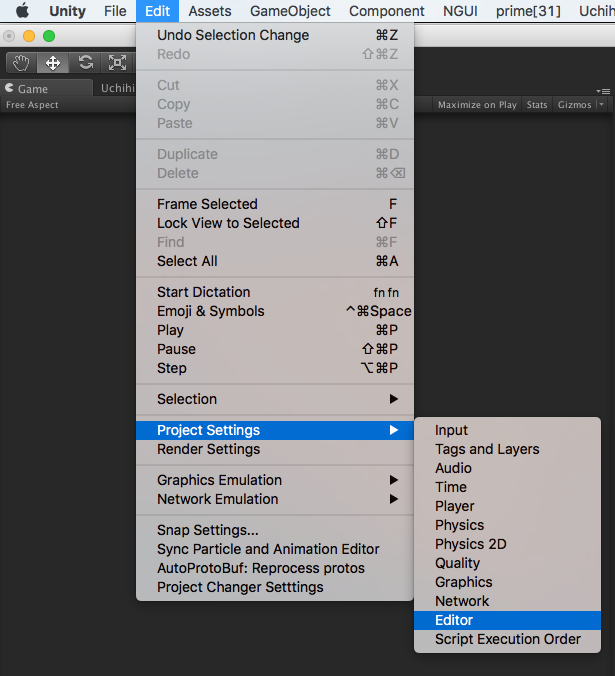 Unity File Edit Assets GameObject Component NGUI prime[31] Uchih
Undo Selection Change ⌘Z
Redo ⇧⌘Z
Game Uchihi
Free Aspect Maximize on Play Stats Gizmos
Cut ⌘X
Copy ⌘C
Paste ⌘V
Duplicate ⌘D
Delete ⌘⌫
Frame Selected F
Lock View to Selected ⇧F
Find ⌘F
Select All ⌘A
Start Dictation fn fn
Emoji & Symbols ^⌘Space
Play ⌘P
Pause ⇧⌘P
Step ⌥⌘P
Selection ▶
Project Settings ▶
Render Settings
Graphics Emulation ▶
Network Emulation ▶
Snap Settings...
Sync Particle and Animation Editor
AutoProtoBuf: Reprocess protos
Project Changer Setttings
Input
Tags and Layers
Audio
Time
Player
Physics
Physics 2D
Quality
Graphics
Network
Editor
Script Execution Order